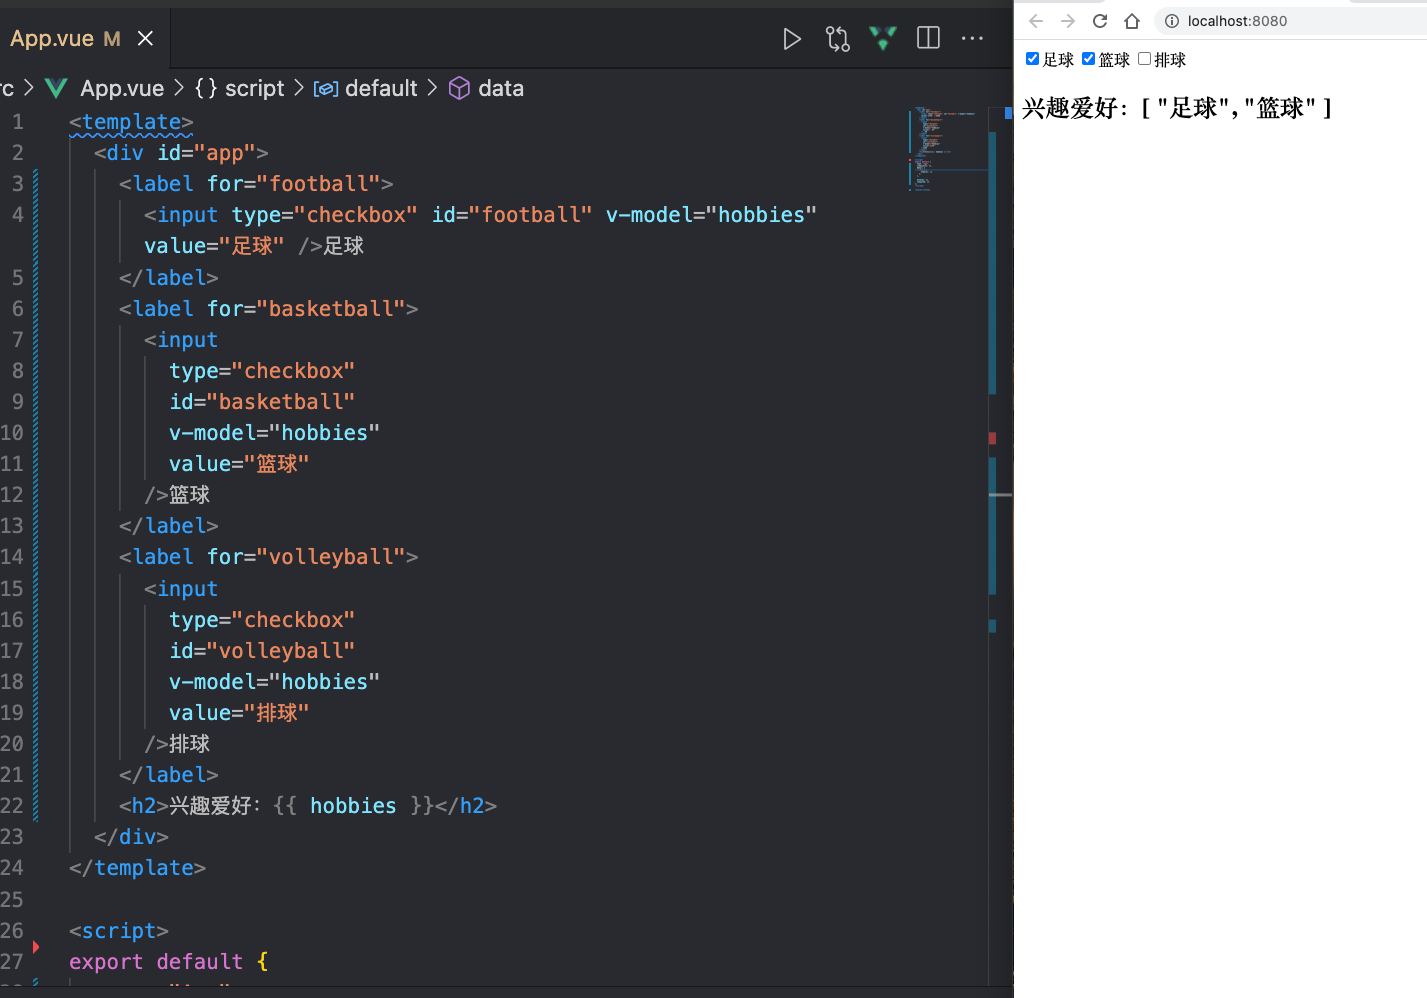 App.vue M
rc > App.vue > {} script > default > data
1 <template>
2 <div id="app">
3 <label for="football">
4 <input type="checkbox" id="football" v-model="hobbies"
value="足球" />足球
5 </label>
6 <label for="basketball">
7 <input
8 type="checkbox"
9 id="basketball"
10 v-model="hobbies"
11 value="篮球"
12 />篮球
13 </label>
14 <label for="volleyball">
15 <input
16 type="checkbox"
17 id="volleyball"
18 v-model="hobbies"
19 value="排球"
20 />排球
21 </label>
22 <h2>兴趣爱好：{{ hobbies }}</h2>
23 </div>
24 </template>
25
26 <script>
27 export default {
localhost:8080
足球 篮球 排球
兴趣爱好：[ "足球", "篮球" ]